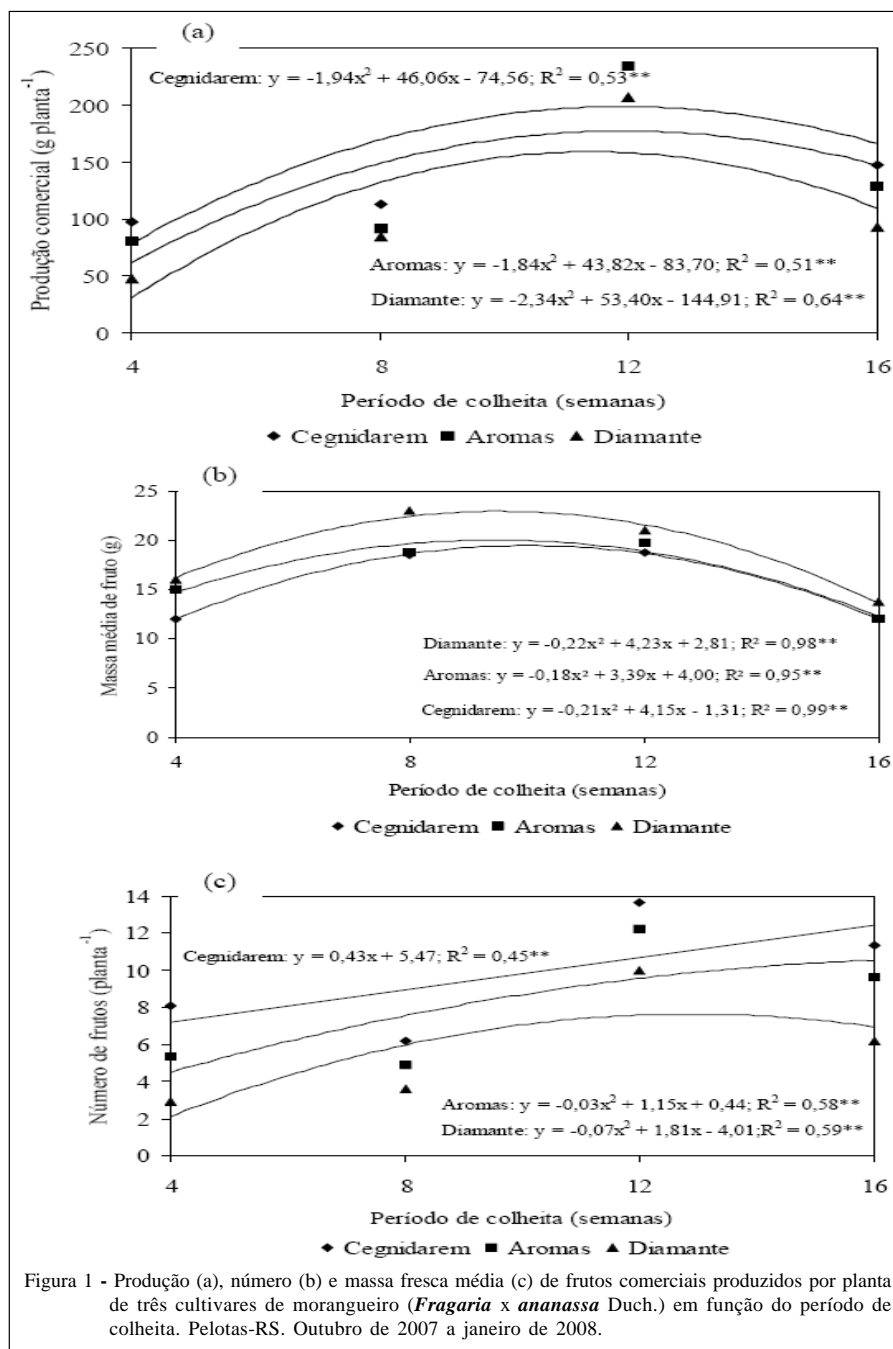 (a)
Produção comercial (g planta⁻¹)
250
200
150
100
50
0
Cegnidarem: y = -1,94x² + 46,06x - 74,56; R² = 0,53**
Aromas: y = -1,84x² + 43,82x - 83,70; R² = 0,51**
Diamante: y = -2,34x² + 53,40x - 144,91; R² = 0,64**
4 8 12 16
Período de colheita (semanas)
Cegnidarem Aromas Diamante
(b)
Massa média de fruto (g)
25
20
15
10
5
0
Diamante: y = -0,22x² + 4,23x + 2,81; R² = 0,98**
Aromas: y = -0,18x² + 3,39x + 4,00; R² = 0,95**
Cegnidarem: y = -0,21x² + 4,15x - 1,31; R² = 0,99**
4 8 12 16
Período de colheita (semanas)
Cegnidarem Aromas Diamante
(c)
Número de frutos (planta⁻¹)
14
12
10
8
6
4
2
0
Cegnidarem: y = 0,43x + 5,47; R² = 0,45**
Aromas: y = -0,03x² + 1,15x + 0,44; R² = 0,58**
Diamante: y = -0,07x² + 1,81x - 4,01;R² = 0,59**
4 8 12 16
Período de colheita (semanas)
Cegnidarem Aromas Diamante
Figura 1 - Produção (a), número (b) e massa fresca média (c) de frutos comerciais produzidos por planta
de três cultivares de morangueiro (Fragaria x ananassa Duch.) em função do período de
colheita. Pelotas-RS. Outubro de 2007 a janeiro de 2008.